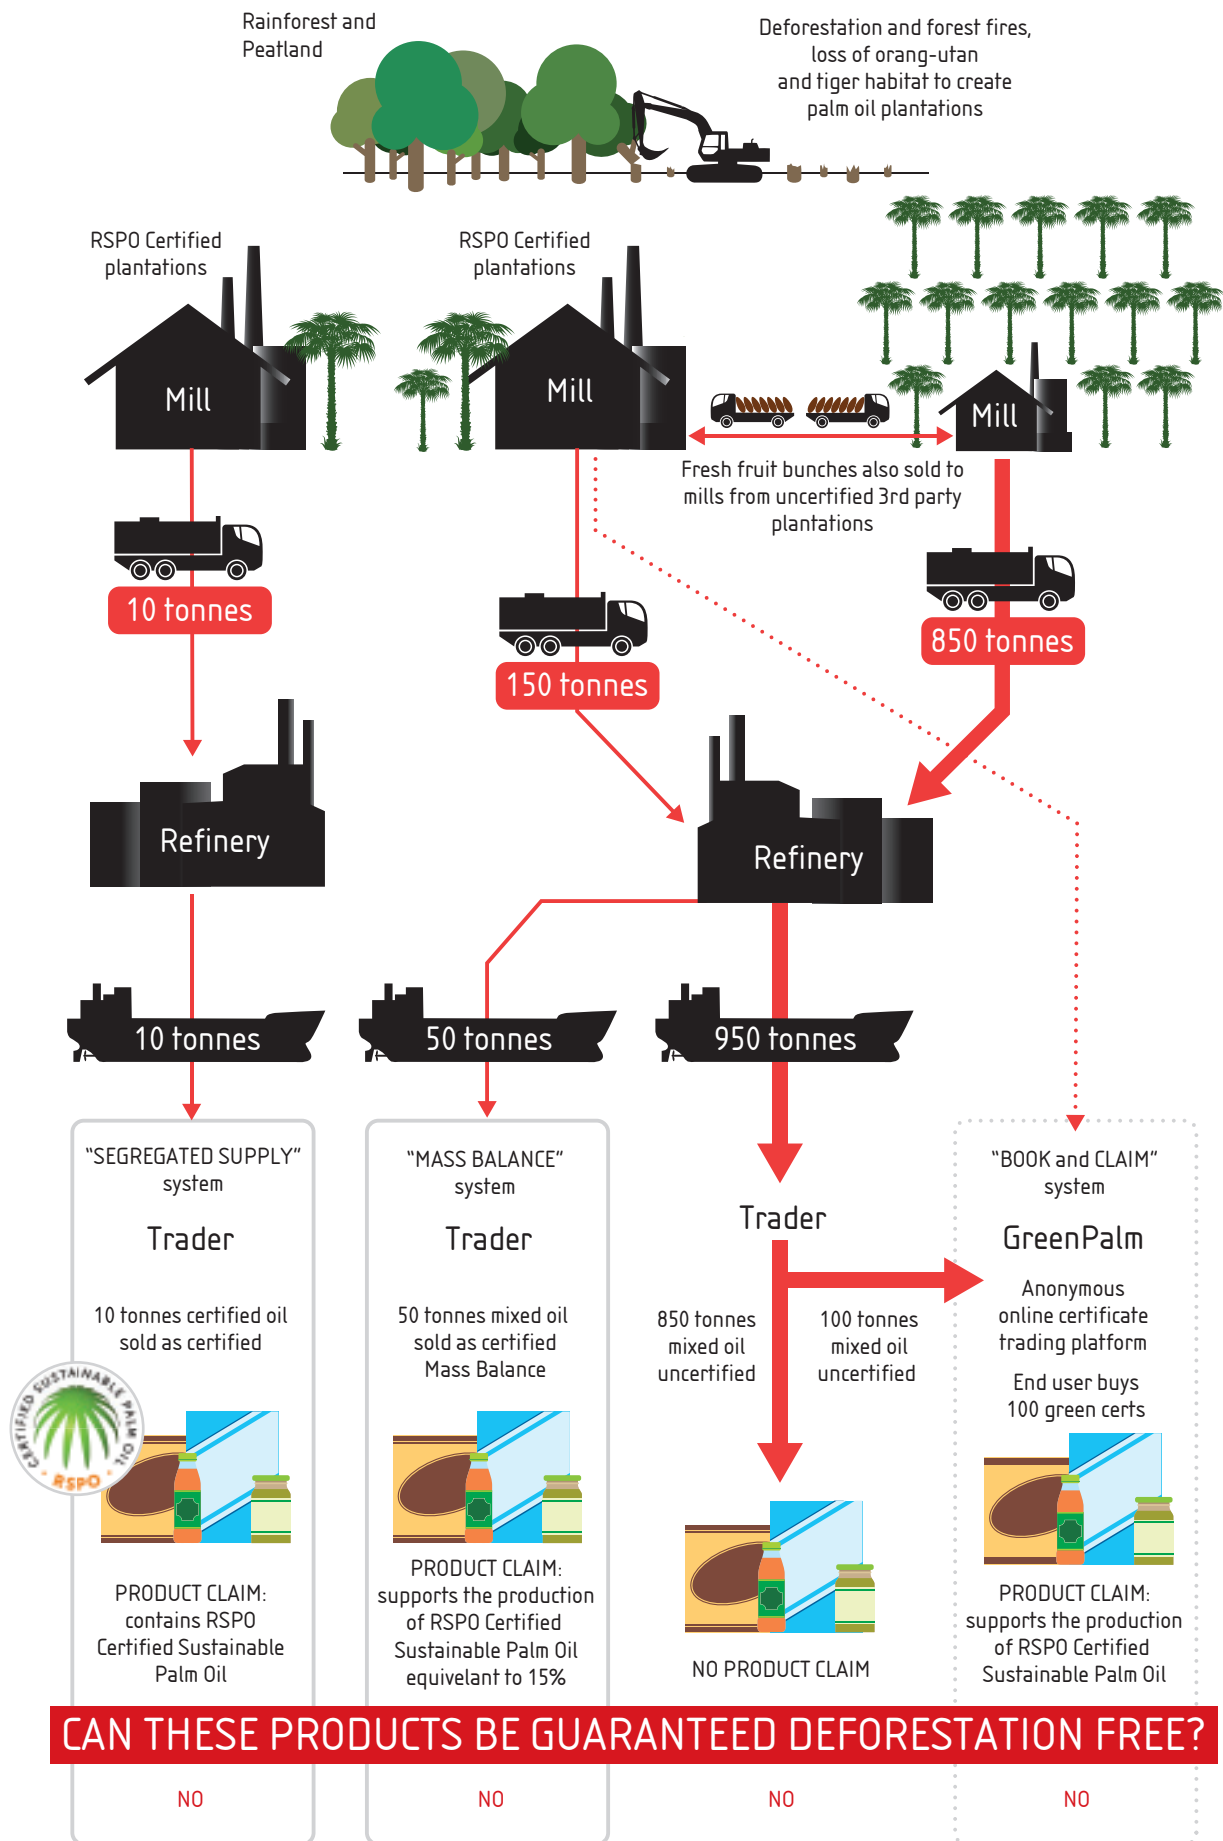 Rainforest and
Peatland
Deforestation and forest fires,
loss of orang-utan
and tiger habitat to create
palm oil plantations
RSPO Certified
plantations
RSPO Certified
plantations
Mill
Mill
Mill
Fresh fruit bunches also sold to
mills from uncertified 3rd party
plantations
10 tonnes
150 tonnes
850 tonnes
Refinery
Refinery
10 tonnes
50 tonnes
950 tonnes
"SEGREGATED SUPPLY"
system
Trader
10 tonnes certified oil
sold as certified
CERTIFIED SUSTAINABLE PALM OIL
RSPO
PRODUCT CLAIM:
contains RSPO
Certified Sustainable
Palm Oil
"MASS BALANCE"
system
Trader
50 tonnes mixed oil
sold as certified
Mass Balance
PRODUCT CLAIM:
supports the production
of RSPO Certified
Sustainable Palm Oil
equivelant to 15%
Trader
850 tonnes
mixed oil
uncertified
100 tonnes
mixed oil
uncertified
NO PRODUCT CLAIM
"BOOK and CLAIM"
system
GreenPalm
Anonymous
online certificate
trading platform
End user buys
100 green certs
PRODUCT CLAIM:
supports the production
of RSPO Certified
Sustainable Palm Oil
CAN THESE PRODUCTS BE GUARANTEED DEFORESTATION FREE?
NO
NO
NO
NO